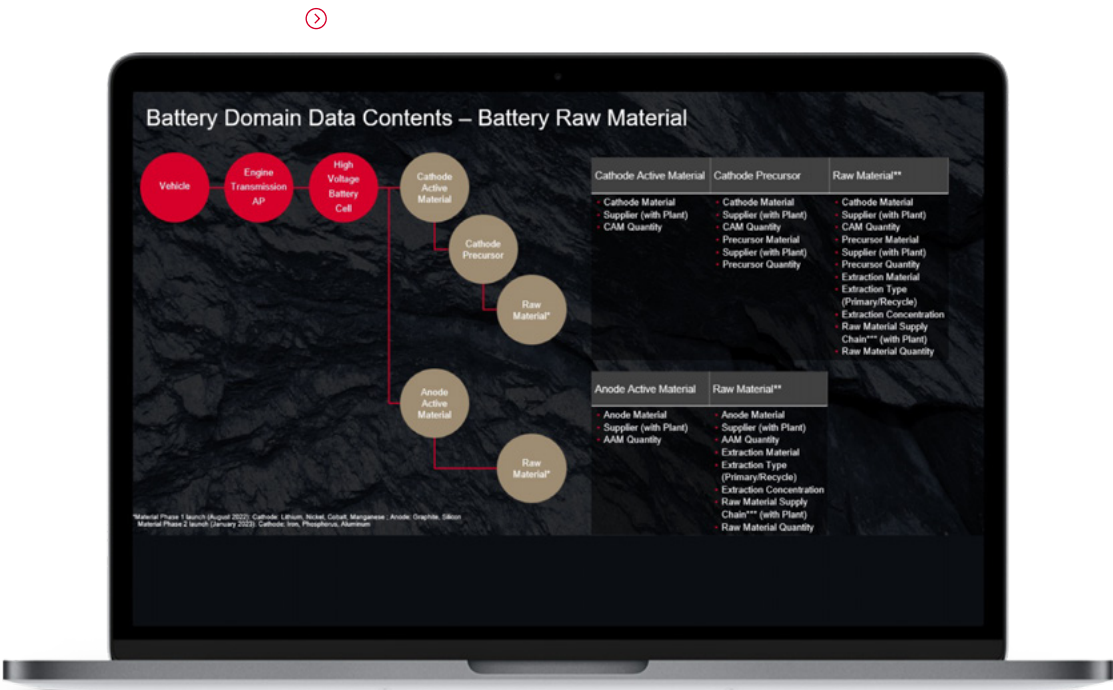 Battery Domain Data Contents – Battery Raw Material
Vehicle
Engine
Transmission
AP
High
Voltage
Battery
Cell
Cathode
Active
Material
Cathode
Precursor
Raw
Material*
Anode
Active
Material
Raw
Material*
Cathode Active Material
Cathode Material
Supplier (with Plant)
CAM Quantity
Cathode Precursor
Cathode Material
Supplier (with Plant)
CAM Quantity
Precursor Material
Supplier (with Plant)
Precursor Quantity
Raw Material**
Cathode Material
Supplier (with Plant)
CAM Quantity
Precursor Material
Supplier (with Plant)
Precursor Quantity
Extraction Material
Extraction Type
(Primary/Recycle)
Extraction Concentration
Raw Material Supply
Chain*** (with Plant)
Raw Material Quantity
Anode Active Material
Anode Material
Supplier (with Plant)
AAM Quantity
Raw Material**
Anode Material
Supplier (with Plant)
AAM Quantity
Extraction Material
Extraction Type
(Primary/Recycle)
Extraction Concentration
Raw Material Supply
Chain*** (with Plant)
Raw Material Quantity
*Material Phase 1 launch (August 2022): Cathode: Lithium, Nickel, Cobalt, Manganese ; Anode: Graphite, Silicon
Material Phase 2 launch (January 2023): Cathode: Iron, Phosphorus, Aluminum